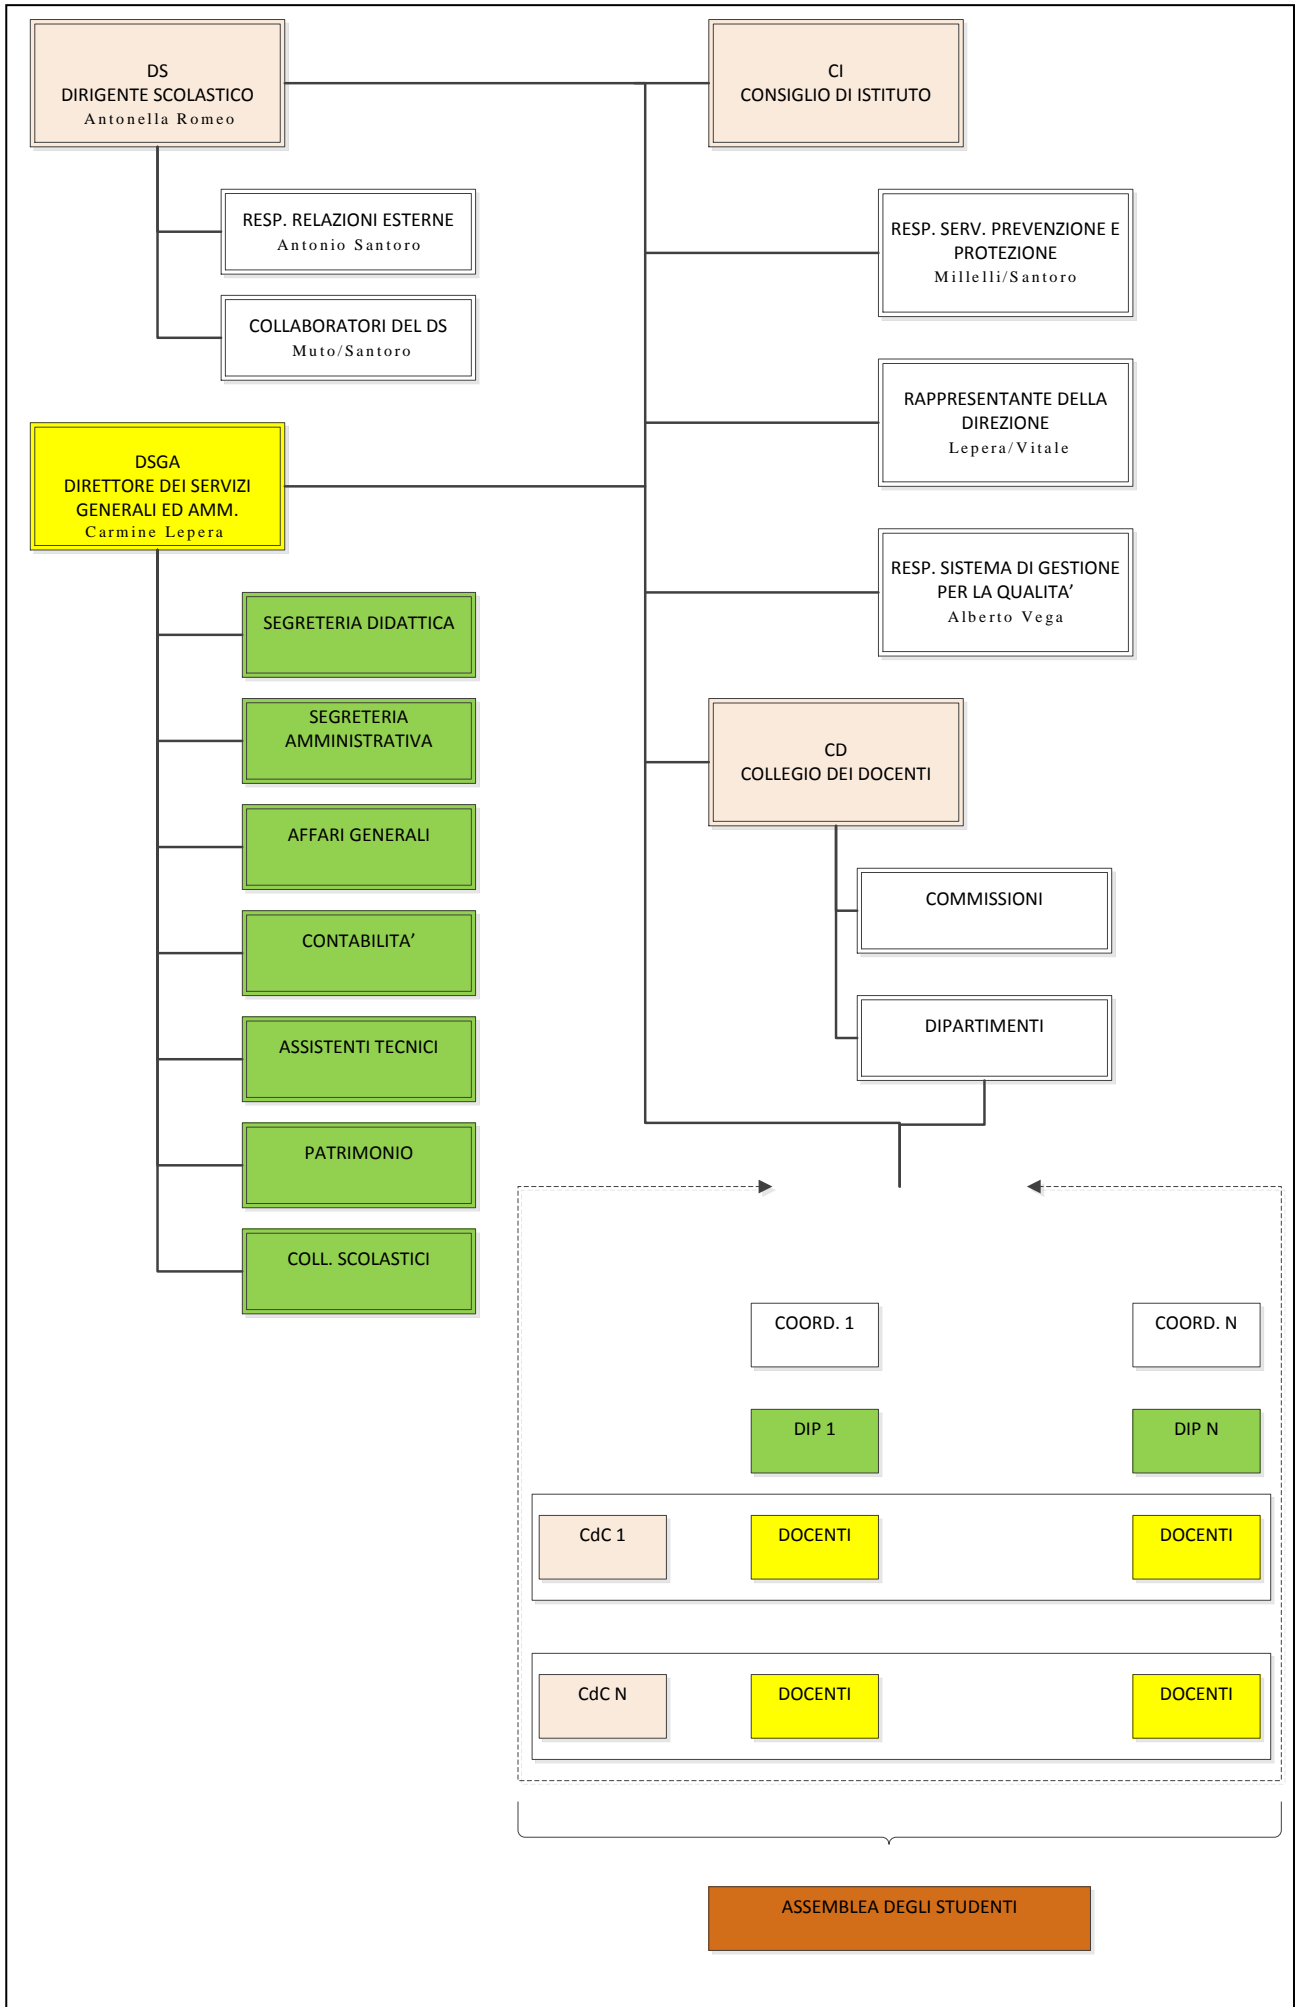 DS
DIRIGENTE SCOLASTICO
Antonella Romeo
CI
CONSIGLIO DI ISTITUTO
RESP. RELAZIONI ESTERNE
Antonio Santoro
COLLABORATORI DEL DS
Muto/Santoro
RESP. SERV. PREVENZIONE E
PROTEZIONE
Millelli/Santoro
RAPPRESENTANTE DELLA
DIREZIONE
Lepera/Vitale
DSGA
DIRETTORE DEI SERVIZI
GENERALI ED AMM.
Carmine Lepera
RESP. SISTEMA DI GESTIONE
PER LA QUALITA’
Alberto Vega
SEGRETERIA DIDATTICA
SEGRETERIA
AMMINISTRATIVA
AFFARI GENERALI
CONTABILITA’
ASSISTENTI TECNICI
PATRIMONIO
COLL. SCOLASTICI
CD
COLLEGIO DEI DOCENTI
COMMISSIONI
DIPARTIMENTI
COORD. 1
COORD. N
DIP 1
DIP N
CdC 1
DOCENTI
DOCENTI
CdC N
DOCENTI
DOCENTI
ASSEMBLEA DEGLI STUDENTI